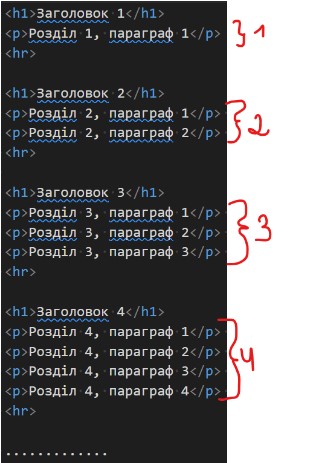 <h1>Заголовок 1</h1>
<p>Розділ 1, параграф 1</p> 1
<hr>
<h1>Заголовок 2</h1>
<p>Розділ 2, параграф 1</p>
<p>Розділ 2, параграф 2</p> 2
<hr>
<h1>Заголовок 3</h1>
<p>Розділ 3, параграф 1</p>
<p>Розділ 3, параграф 2</p> 3
<p>Розділ 3, параграф 3</p>
<hr>
<h1>Заголовок 4</h1>
<p>Розділ 4, параграф 1</p>
<p>Розділ 4, параграф 2</p> 4
<p>Розділ 4, параграф 3</p>
<p>Розділ 4, параграф 4</p>
<hr>
.............